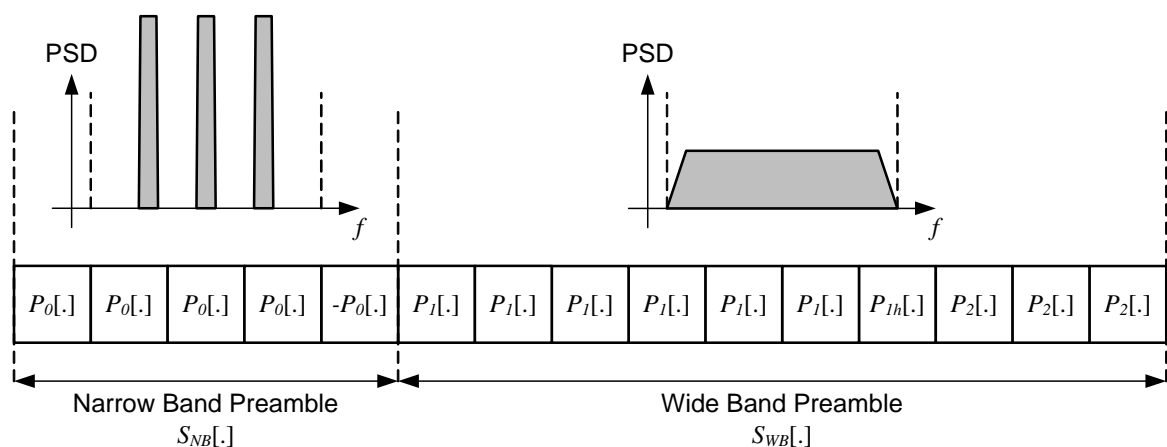 PSD
PSD
f
f
P0[.] P0[.] P0[.] P0[.] -P0[.] P1[.] P1[.] P1[.] P1[.] P1[.] P1[.] P1h[.] P2[.] P2[.] P2[.]
Narrow Band Preamble
SNB[.]
Wide Band Preamble
SWB[.]